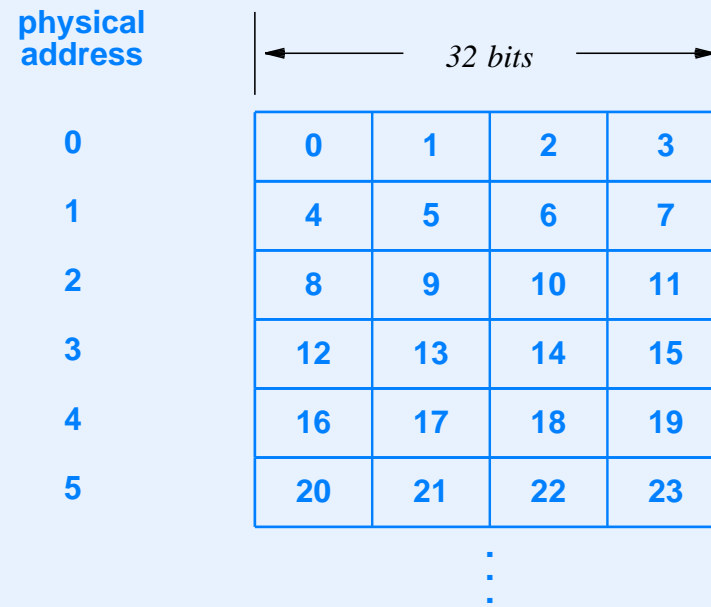 physical
address
32 bits
0 0 1 2 3
1 4 5 6 7
2 8 9 10 11
3 12 13 14 15
4 16 17 18 19
5 20 21 22 23
.
.
.